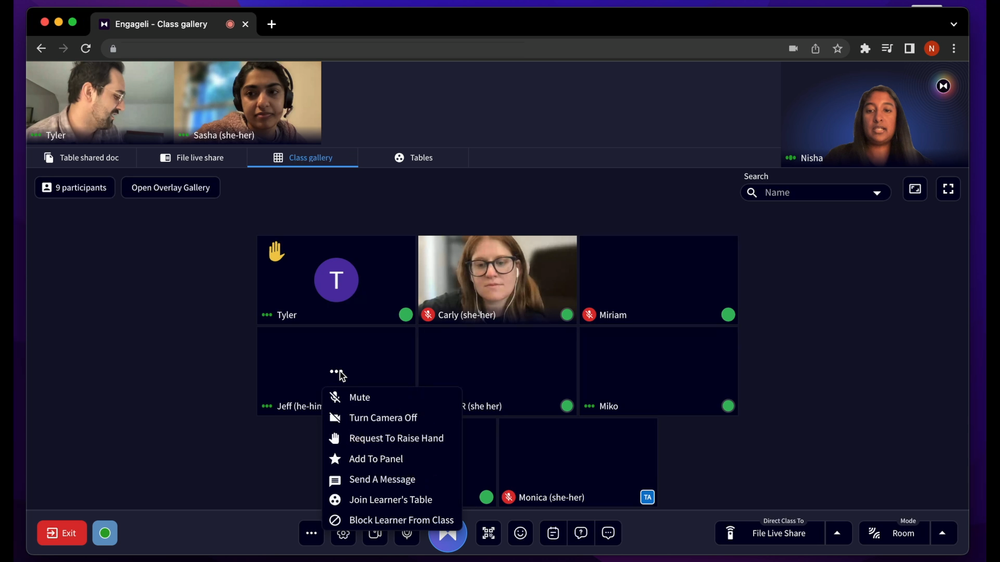 Engageli - Class gallery
N
Tyler
Sasha (she-her)
Nisha
Table shared doc
File live share
Class gallery
Tables
9 participants
Open Overlay Gallery
Search
Name
T
Tyler
Carly (she-her)
Miriam
Jeff (he-him
R (she her)
Miko
Mute
Turn Camera Off
Request To Raise Hand
Add To Panel
Send A Message
Join Learner's Table
Block Learner From Class
Monica (she-her)
TA
Exit
Direct Class To
File Live Share
Mode
Room